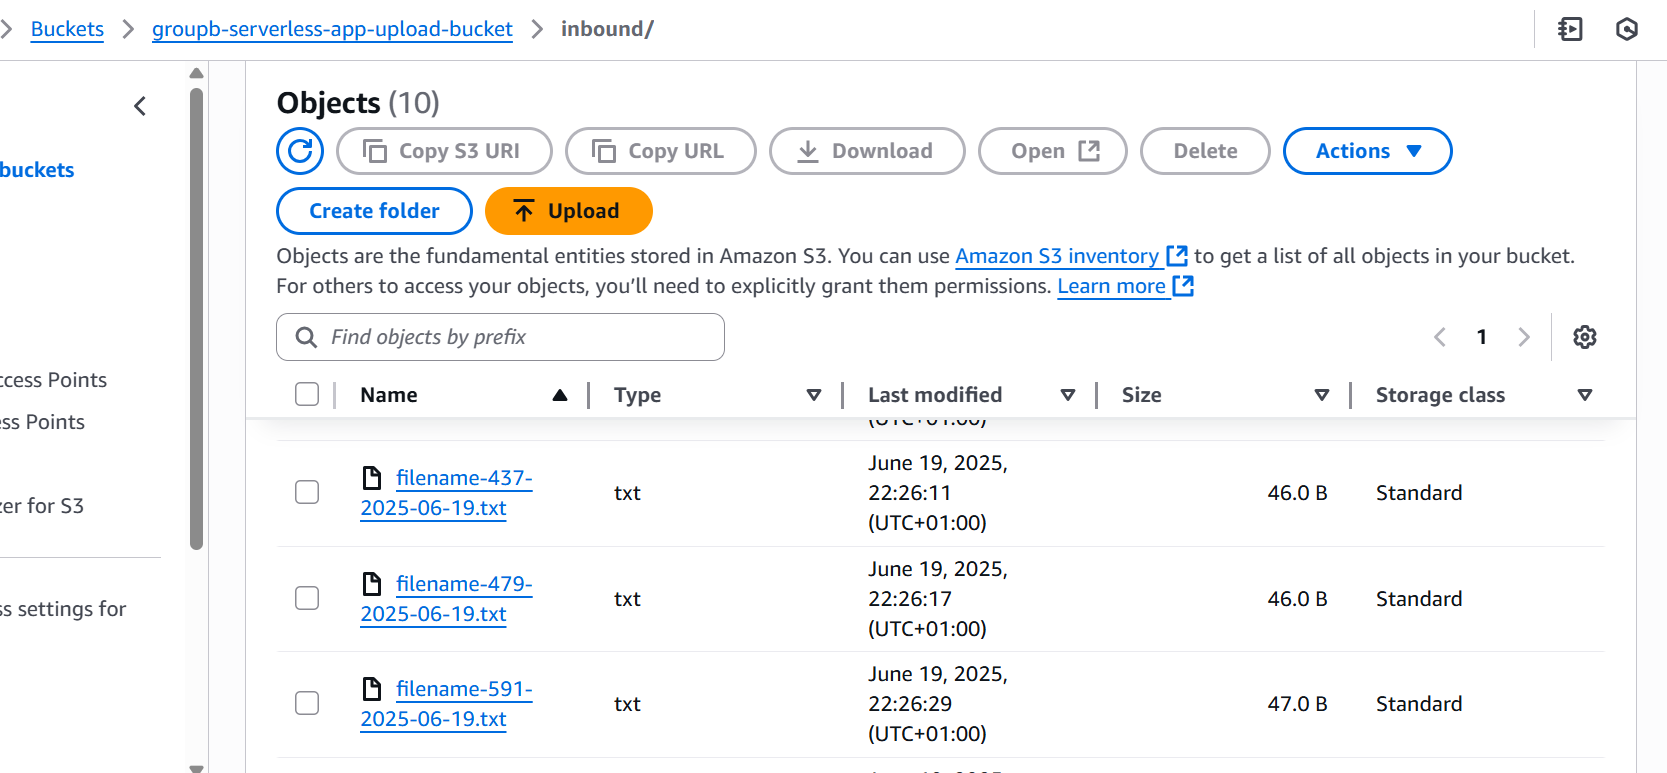 Buckets
groupb-serverless-app-upload-bucket
inbound/
buckets
ccess Points
ss Points
zer for S3
ss settings for
Objects (10)
Copy S3 URI
Copy URL
Download
Open
Delete
Actions
Create folder
Upload
Objects are the fundamental entities stored in Amazon S3. You can use Amazon S3 inventory to get a list of all objects in your bucket.
For others to access your objects, you’ll need to explicitly grant them permissions. Learn more
Find objects by prefix
1
Name
Type
Last modified
Size
Storage class
(UTC+01:00)
filename-437-
2025-06-19.txt
txt
June 19, 2025,
22:26:11
(UTC+01:00)
46.0 B
Standard
filename-479-
2025-06-19.txt
txt
June 19, 2025,
22:26:17
(UTC+01:00)
46.0 B
Standard
filename-591-
2025-06-19.txt
txt
June 19, 2025,
22:26:29
(UTC+01:00)
47.0 B
Standard